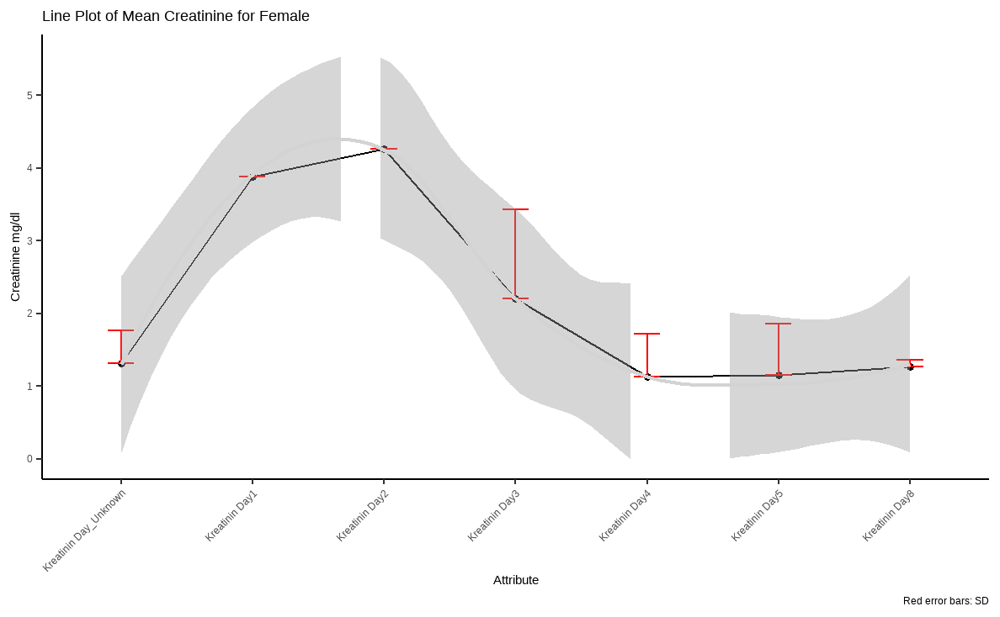 Line Plot of Mean Creatinine for Female
Creatinine mg/dl
5
4
3
2
1
0
Kreatinin Day_Unknown
Kreatinin Day1
Kreatinin Day2
Kreatinin Day3
Kreatinin Day4
Kreatinin Day5
Kreatinin Day8
Attribute
Red error bars: SD